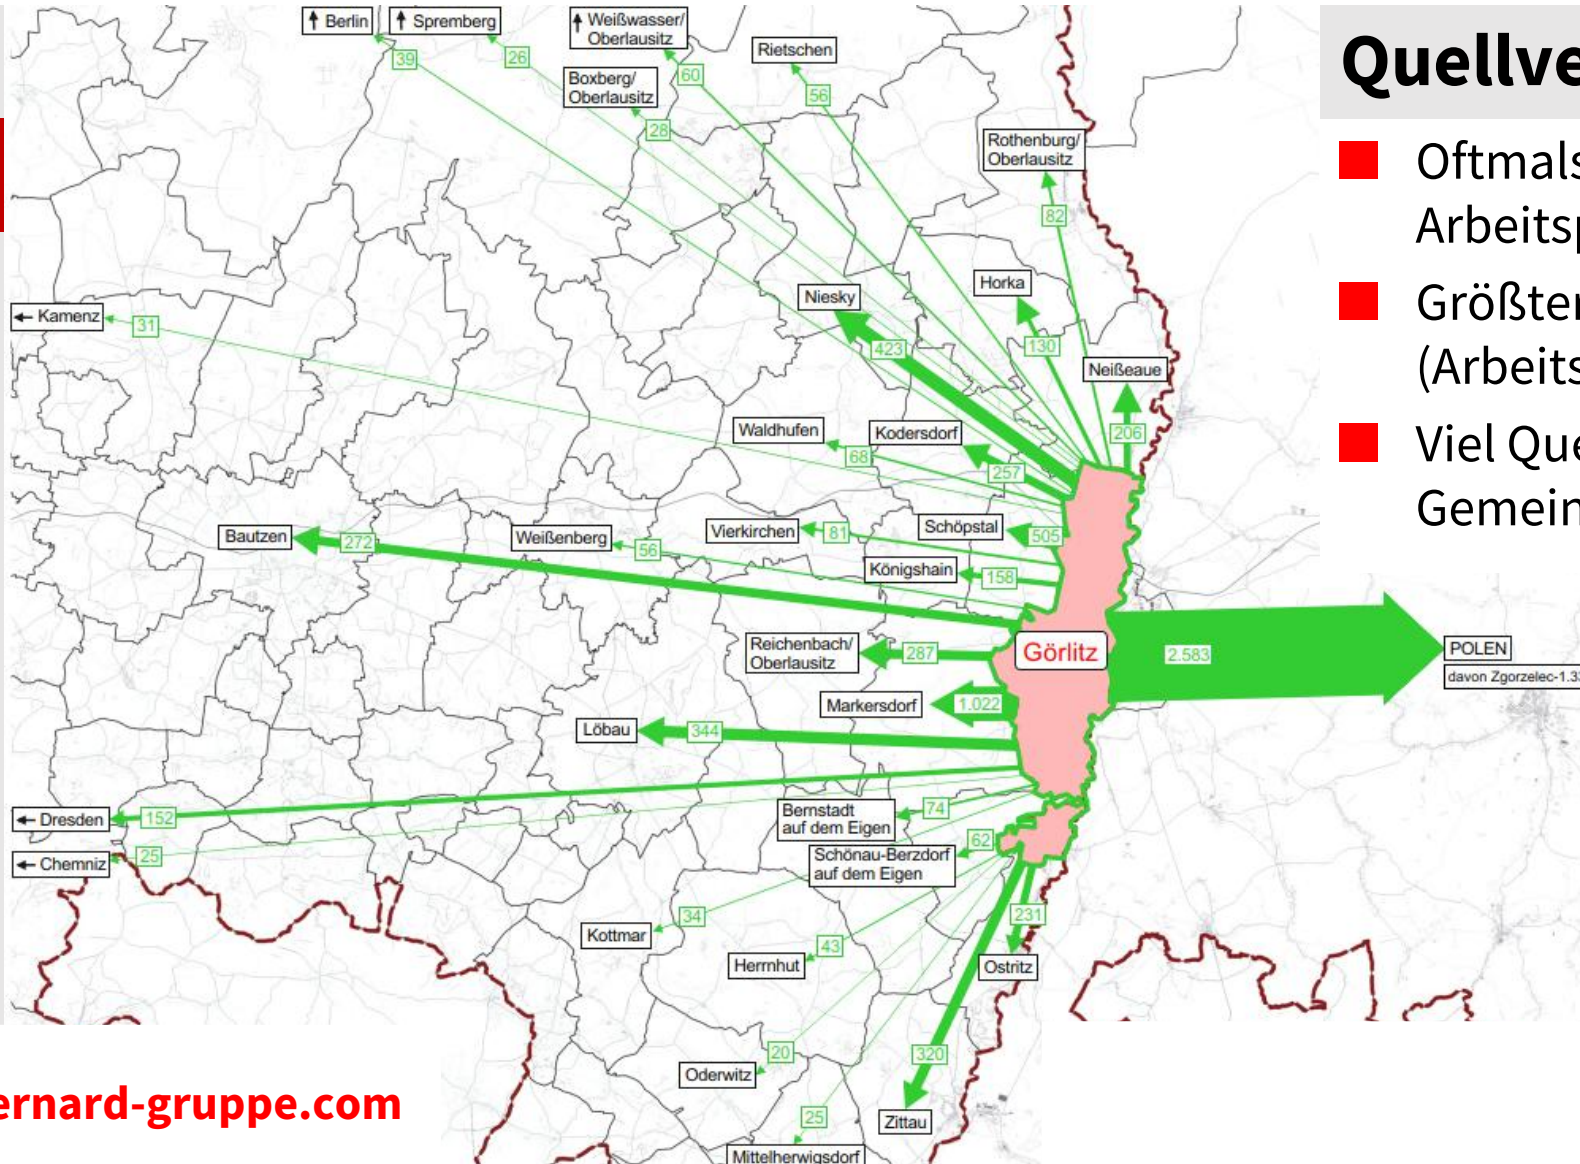 Berlin
Spremberg
Weißwasser/
Oberlausitz
Rietschen
39
26
60
56
Boxberg/
Oberlausitz
28
Rothenburg/
Oberlausitz
82
Kamenz
31
Niesky
423
Horka
130
Neißeaue
206
Waldhufen
68
Kodersdorf
257
Bautzen
272
Weißenberg
56
Vierkirchen
81
Schöpstal
505
Königshain
158
Reichenbach/
Oberlausitz
287
Görlitz
2.583
POLEN
davon Zgorzelec-1.33
Markersdorf
1.022
Löbau
344
Dresden
152
Chemniz
25
Bernstadt
auf dem Eigen
74
Schönau-Berzdorf
auf dem Eigen
62
Kottmar
34
Herrnhut
43
231
Ostritz
Oderwitz
20
320
Zittau
25
Mittelherwigsdorf
Quellve
Oftmals
Arbeitsp
Größter
(Arbeits
Viel Que
Gemein
ernard-gruppe.com